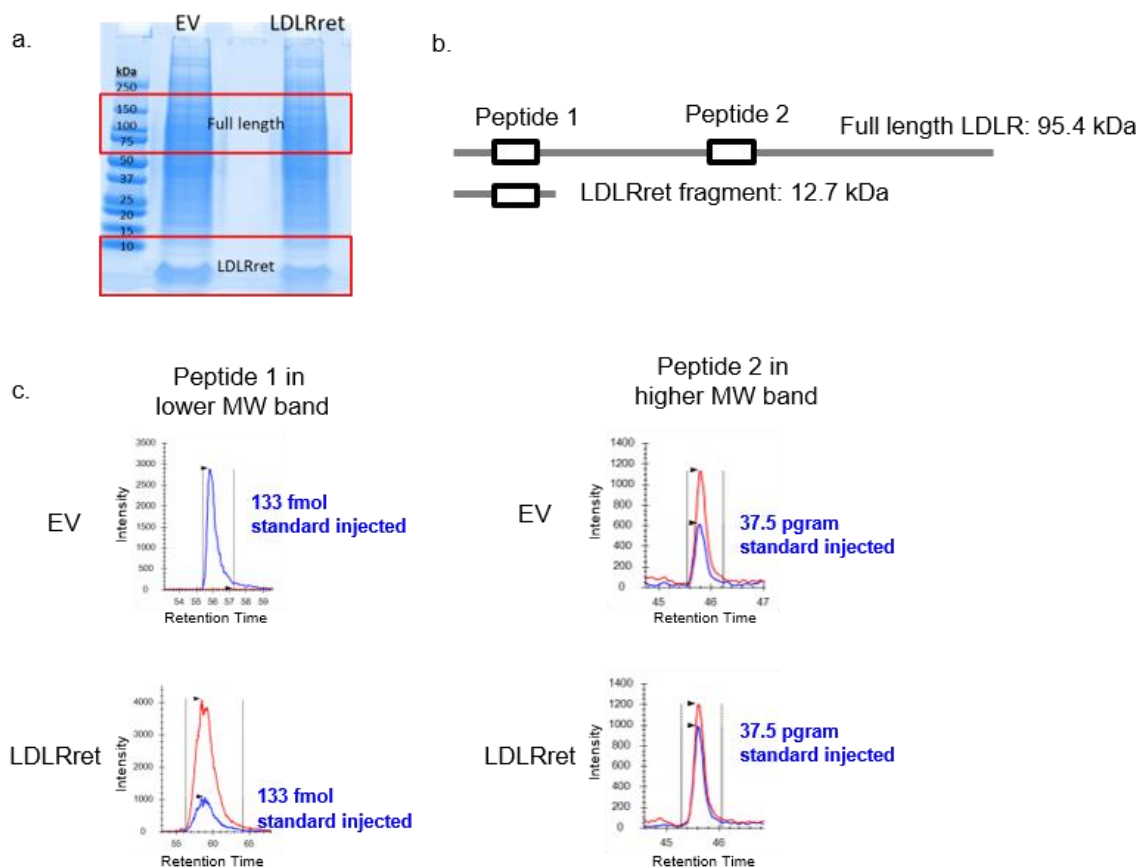 a.
EV LDLRret
kDa
250
150
100
75
50
37
25
20
15
10
Full length
LDLRret
b.
Peptide 1 Peptide 2
Full length LDLR: 95.4 kDa
LDLRret fragment: 12.7 kDa
c.
Peptide 1 in
lower MW band
Peptide 2 in
higher MW band
EV
Intensity
3500
3000
2500
2000
1500
1000
500
0
54 55 56 57 58 59
Retention Time
133 fmol
standard injected
EV
Intensity
1400
1200
1000
800
600
400
200
0
45 46 47
Retention Time
37.5 pgram
standard injected
LDLRret
Intensity
4000
3000
2000
1000
0
55 60 65
Retention Time
133 fmol
standard injected
LDLRret
Intensity
1400
1200
1000
800
600
400
200
0
45 46
Retention Time
37.5 pgram
standard injected